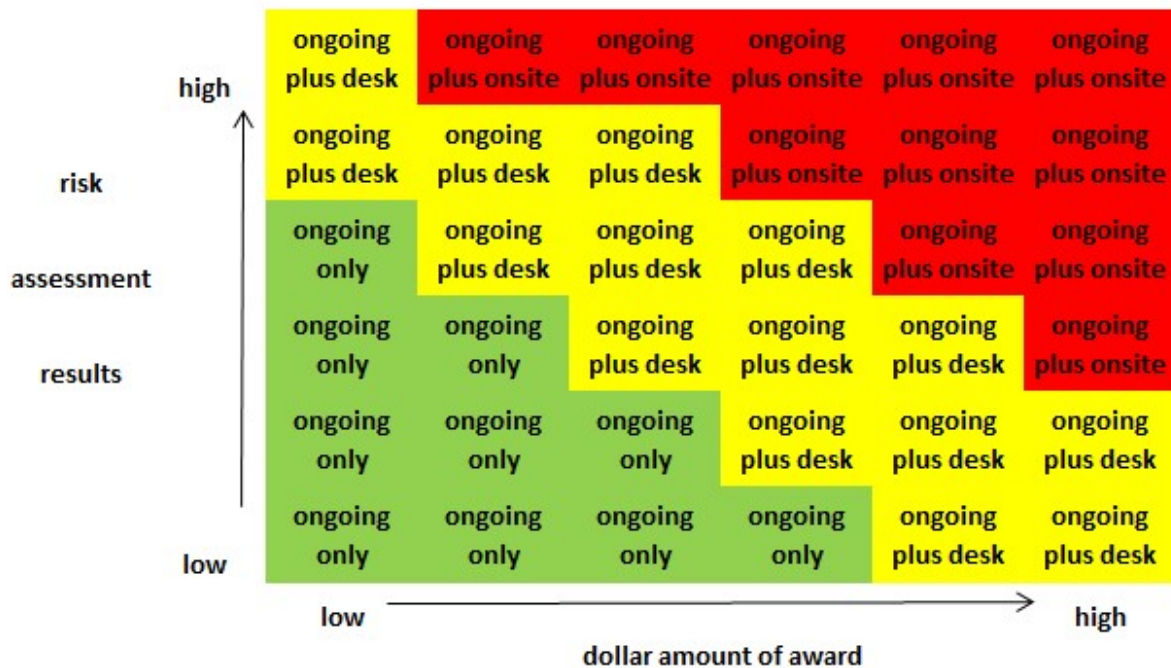 ongoing ongoing ongoing ongoing ongoing ongoing
plus desk plus onsite plus onsite plus onsite plus onsite plus onsite
high
ongoing ongoing ongoing ongoing ongoing ongoing
plus desk plus desk plus desk plus onsite plus onsite plus onsite
risk
ongoing ongoing ongoing ongoing ongoing ongoing
only plus desk plus desk plus desk plus onsite plus onsite
assessment
ongoing ongoing ongoing ongoing ongoing ongoing
only only plus desk plus desk plus desk plus onsite
results
ongoing ongoing ongoing ongoing ongoing ongoing
only only only plus desk plus desk plus desk
ongoing ongoing ongoing ongoing ongoing ongoing
only only only only plus desk plus desk
low
low high
dollar amount of award